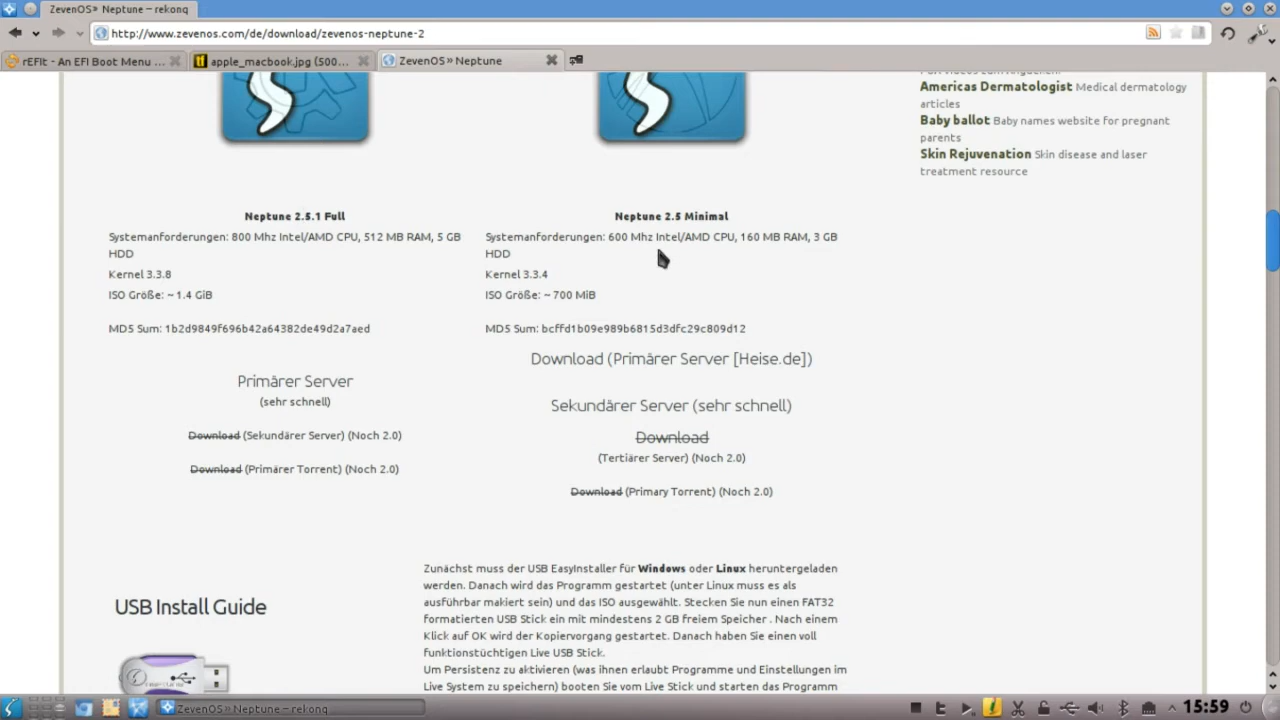 ZevenOS» Neptune – rekonq
http://www.zevenos.com/de/download/zevenos-neptune-2
rEFIt - An EFI Boot Menu ...
apple_macbook.jpg (500...
ZevenOS» Neptune
Americas Dermatologist Medical dermatology
articles
Baby ballot Baby names website for pregnant
parents
Skin Rejuvenation Skin disease and laser
treatment resource
Neptune 2.5.1 Full
Systemanforderungen: 800 Mhz Intel/AMD CPU, 512 MB RAM, 5 GB
HDD
Kernel 3.3.8
ISO Größe: ~ 1.4 GiB
MD5 Sum: 1b2d9849f696b42a64382de49d2a7aed
Primärer Server
(sehr schnell)
Download (Sekundärer Server) (Noch 2.0)
Download (Primärer Torrent) (Noch 2.0)
Neptune 2.5 Minimal
Systemanforderungen: 600 Mhz Intel/AMD CPU, 160 MB RAM, 3 GB
HDD
Kernel 3.3.4
ISO Größe: ~ 700 MiB
MD5 Sum: bcffd1b09e989b6815d3dfc29c809d12
Download (Primärer Server [Heise.de])
Sekundärer Server (sehr schnell)
Download
(Tertiärer Server) (Noch 2.0)
Download (Primary Torrent) (Noch 2.0)
USB Install Guide
Zunächst muss der USB EasyInstaller für Windows oder Linux heruntergeladen
werden. Danach wird das Programm gestartet (unter Linux muss es als
ausführbar makiert sein) und das ISO ausgewählt. Stecken Sie nun einen FAT32
formatierten USB Stick ein mit mindestens 2 GB freiem Speicher . Nach einem
Klick auf OK wird der Kopiervorgang gestartet. Danach haben Sie einen voll
funktionstüchtigen Live USB Stick.
Um Persistenz zu aktivieren (was ihnen erlaubt Programme und Einstellungen im
Live System zu speichern) booten Sie vom Live Stick und starten das Programm
ZevenOS» Neptune – rekonq
15:59